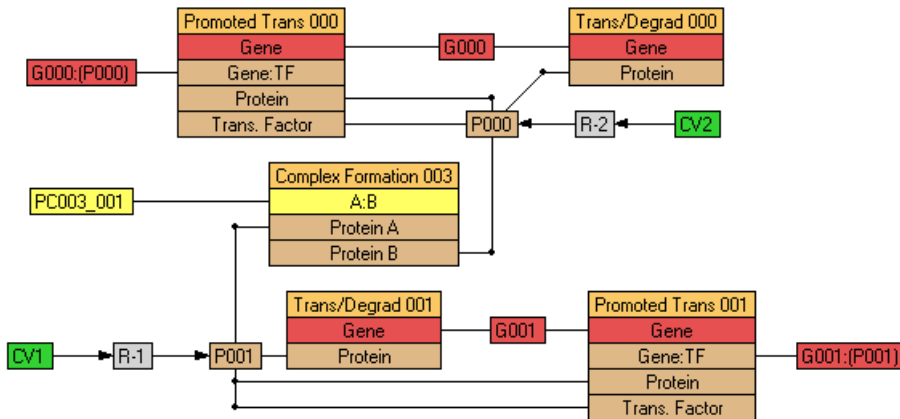 Promoted Trans 000
Gene
Gene:TF
Protein
Trans. Factor
G000:(P000)
G000
Trans/Degrad 000
Gene
Protein
P000
R-2
CV2
Complex Formation 003
A:B
Protein A
Protein B
PC003_001
Trans/Degrad 001
Gene
Protein
G001
Promoted Trans 001
Gene
Gene:TF
Protein
Trans. Factor
CV1
R-1
P001
G001:(P001)